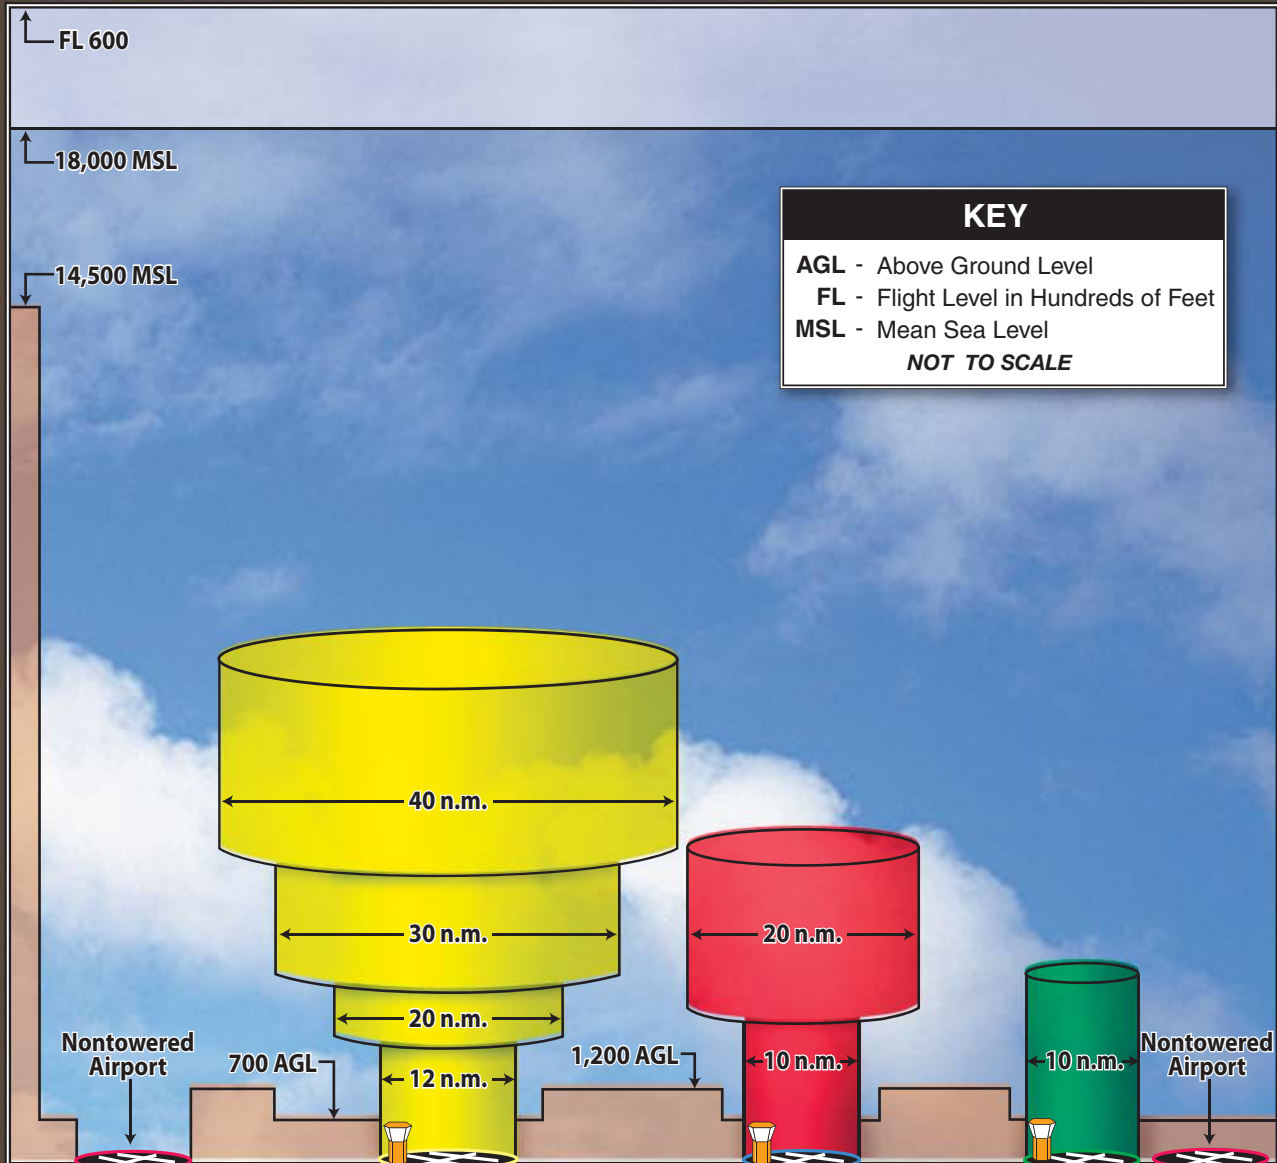 FL 600
18,000 MSL
14,500 MSL
KEY
AGL - Above Ground Level
FL - Flight Level in Hundreds of Feet
MSL - Mean Sea Level
NOT TO SCALE
40 n.m.
30 n.m.
20 n.m.
20 n.m.
Nontowered
Airport
700 AGL
12 n.m.
1,200 AGL
10 n.m.
10 n.m.
Nontowered
Airport